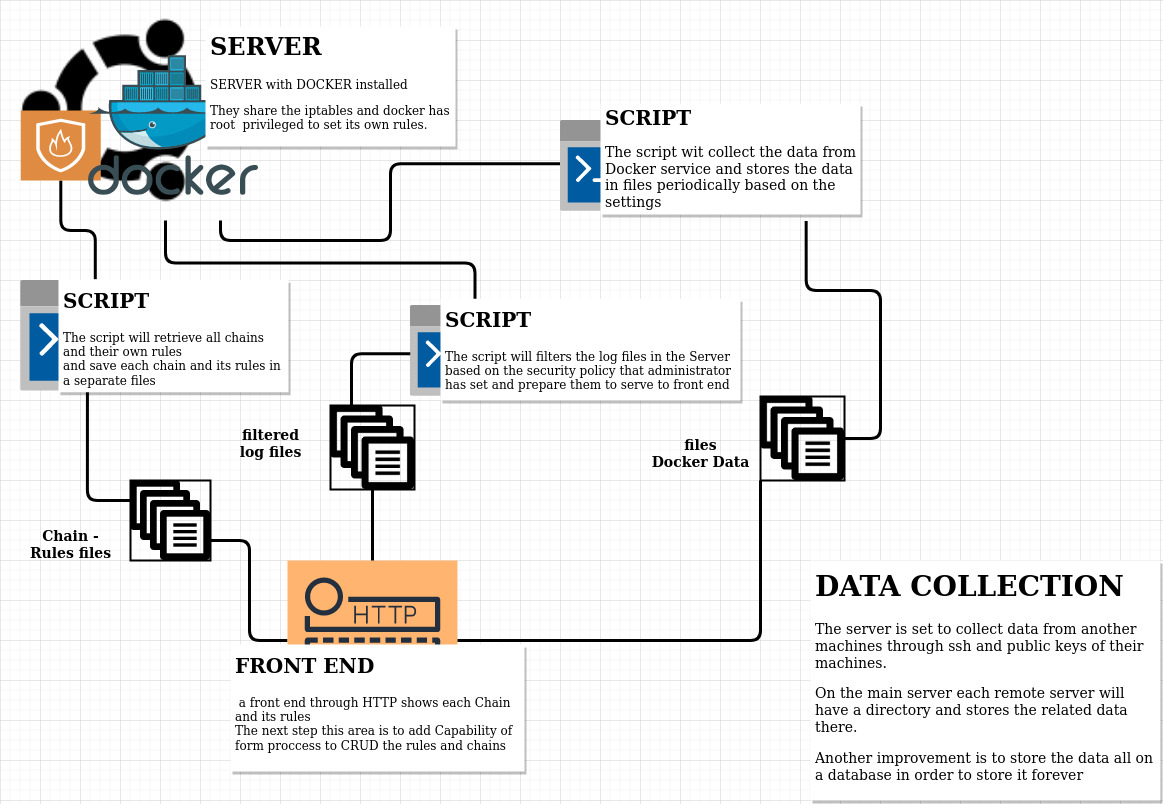 SERVER
SERVER with DOCKER installed
They share the iptables and docker has
root privileged to set its own rules.
docker
SCRIPT
The script wit collect the data from
Docker service and stores the data
in files periodically based on the
settings
SCRIPT
The script will retrieve all chains
and their own rules
and save each chain and its rules in
a separate files
SCRIPT
The script will filters the log files in the Server
based on the security policy that administrator
has set and prepare them to serve to front end
filtered
log files
files
Docker Data
Chain -
Rules files
HTTP
FRONT END
a front end through HTTP shows each Chain
and its rules
The next step this area is to add Capability of
form proccess to CRUD the rules and chains
DATA COLLECTION
The server is set to collect data from another
machines through ssh and public keys of their
machines.
On the main server each remote server will
have a directory and stores the related data
there.
Another improvement is to store the data all on
a database in order to store it forever